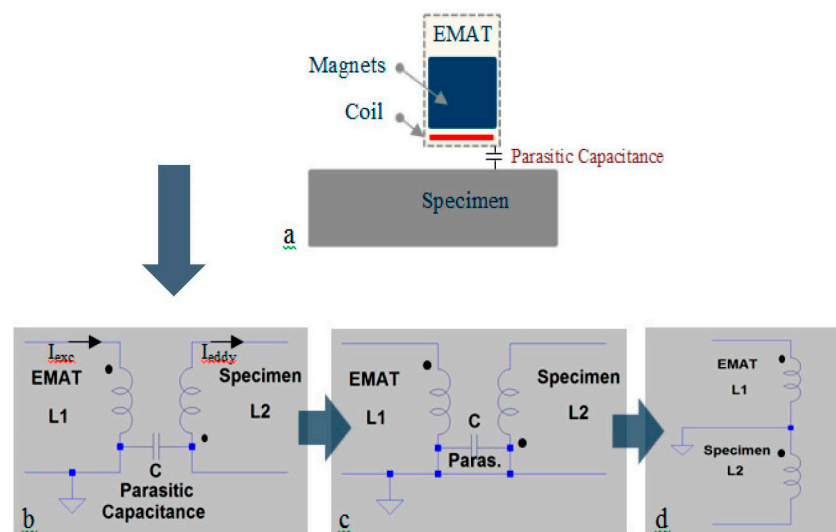 EMAT
Magnets
Coil
Parasitic Capacitance
Specimen
a
Iexc
Ieddy
EMAT
L1
Specimen
L2
C
Parasitic
Capacitance
b
EMAT
L1
Specimen
L2
C
Paras.
c
EMAT
L1
Specimen
L2
d